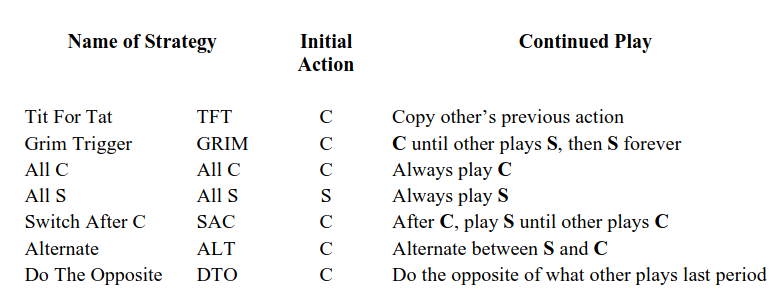 Name of Strategy Initial Action Continued Play
Tit For Tat TFT C Copy other’s previous action
Grim Trigger GRIM C C until other plays S, then S forever
All C All C C Always play C
All S All S S Always play S
Switch After C SAC C After C, play S until other plays C
Alternate ALT C Alternate between S and C
Do The Opposite DTO C Do the opposite of what other plays last period